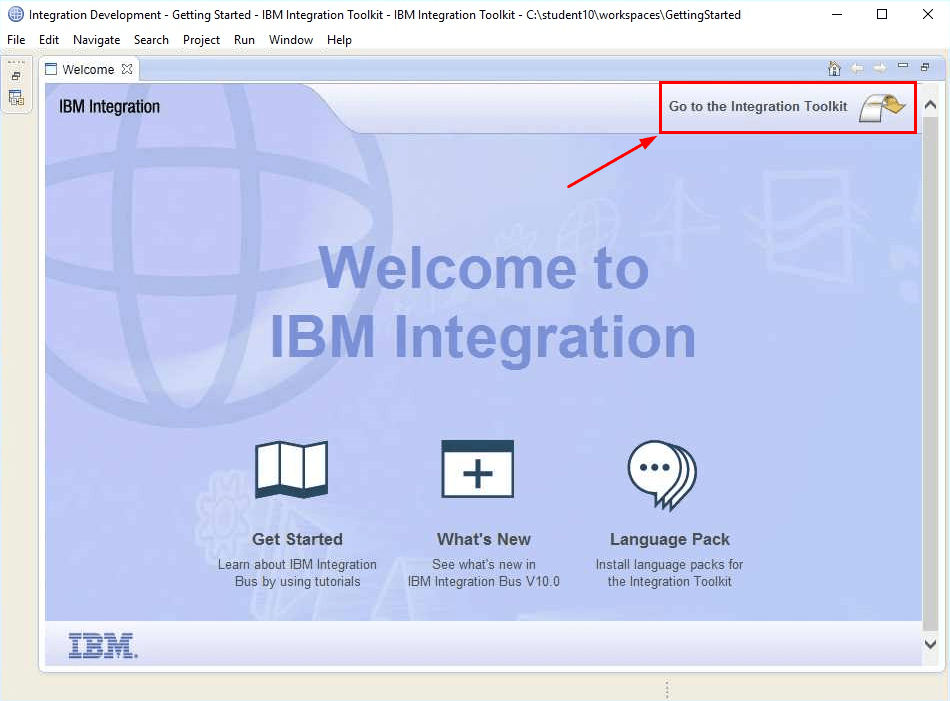 Integration Development - Getting Started - IBM Integration Toolkit - IBM Integration Toolkit - C:\student10\workspaces\GettingStarted
File Edit Navigate Search Project Run Window Help
Welcome
IBM Integration
Go to the Integration Toolkit
Welcome to
IBM Integration
Get Started
Learn about IBM Integration
Bus by using tutorials
What's New
See what's new in
IBM Integration Bus V10.0
Language Pack
Install language packs for
the Integration Toolkit
IBM.